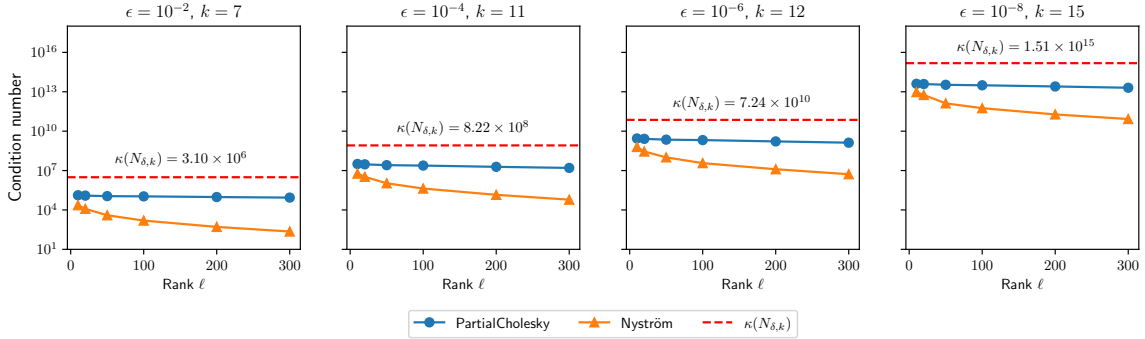 ϵ = 10⁻², k = 7
ϵ = 10⁻⁴, k = 11
ϵ = 10⁻⁶, k = 12
ϵ = 10⁻⁸, k = 15
Condition number
10¹⁶
10¹³
10¹⁰
10⁷
10⁴
10¹
κ(N_{δ,k}) = 3.10 × 10⁶
κ(N_{δ,k}) = 8.22 × 10⁸
κ(N_{δ,k}) = 7.24 × 10¹⁰
κ(N_{δ,k}) = 1.51 × 10¹⁵
0 100 200 300
0 100 200 300
0 100 200 300
0 100 200 300
Rank ℓ
Rank ℓ
Rank ℓ
Rank ℓ
PartialCholesky Nyström κ(N_{δ,k})